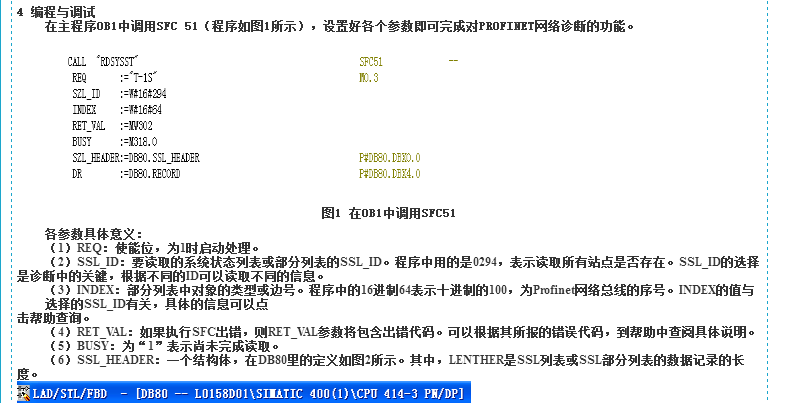 4 编程与调试
在主程序OB1中调用SFC 51（程序如图1所示），设置好各个参数即可完成对PROFINET网络诊断的功能。
CALL "RDSYSST" SFC51 --
REQ :="T-1S" M0.3
SZL_ID :=W#16#294
INDEX :=W#16#64
RET_VAL :=MW302
BUSY :=M318.0
SZL_HEADER:=DB80.SSL_HEADER P#DB80.DBX0.0
DR :=DB80.RECORD P#DB80.DBX4.0
图1 在OB1中调用SFC51
各参数具体意义：
（1）REQ：使能位，为1时启动处理。
（2）SSL_ID：要读取的系统状态列表或部分列表的SSL_ID。程序中用的是0294，表示读取所有站点是否存在。SSL_ID的选择
是诊断中的关键，根据不同的ID可以读取不同的信息。
（3）INDEX：部分列表中对象的类型或边号。程序中的16进制64表示十进制的100，为Profinet网络总线的序号。INDEX的值与
选择的SSL_ID有关，具体的信息可以点
击帮助查询。
（4）RET_VAL：如果执行SFC出错，则RET_VAL参数将包含出错代码。可以根据其所报的错误代码，到帮助中查阅具体说明。
（5）BUSY：为“1”表示尚未完成读取。
（6）SSL_HEADER：一个结构体，在DB80里的定义如图2所示。其中，LENTHER是SSL列表或SSL部分列表的数据记录的长
度。
LAD/STL/FBD - [DB80 -- L0158D01\SIMATIC 400(1)\CPU 414-3 PN/DP]